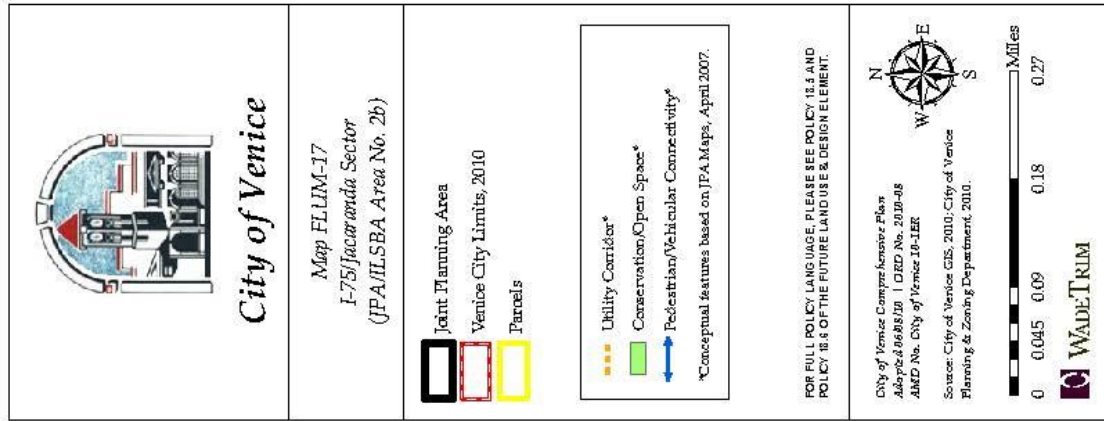 City of Venice
Map FLUM-17
I-75/Jacaranda Sector
(JPA/ILSBA Area No. 2b)
Joint Planning Area
Venice City Limits, 2010
Parcels
Utility Corridor*
Conservation/Open Space*
Pedestrian/Vehicular Connectivity*
*Conceptual features based on JPA Maps, April 2007.
FOR FULL POLICY LANGUAGE, PLEASE SEE POLICY 18.5 AND
POLICY 18.6 OF THE FUTURE LAND USE & DESIGN ELEMENT.
City of Venice Comprehensive Plan
Adopted 06/08/10 | ORD No. 2010-08
AMD No. City of Venice 10-1ER
Source: City of Venice GIS, 2010; City of Venice
Planning & Zoning Department, 2010.
N
W
E
S
Miles
0 0.045 0.09 0.18 0.27
WADETRIM